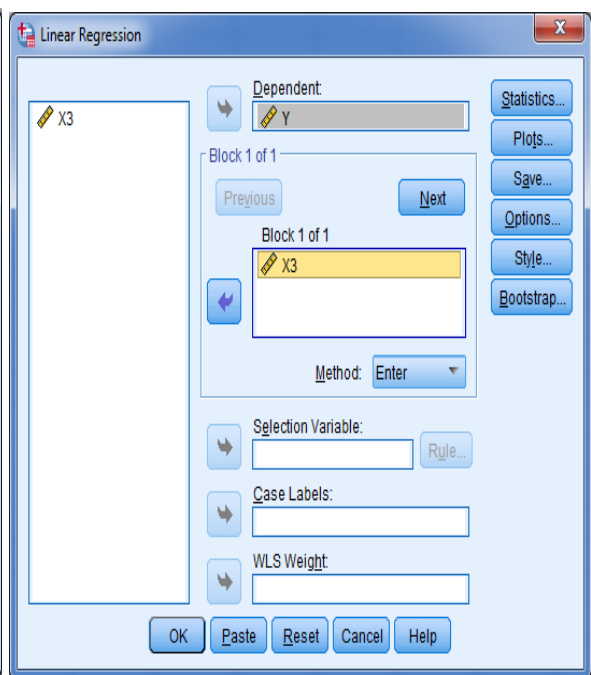 Linear Regression
X
X3
Dependent:
Y
Block 1 of 1
Previous
Next
Block 1 of 1
X3
Method: Enter
Selection Variable:
Rule...
Case Labels:
WLS Weight:
Statistics...
Plots...
Save...
Options...
Style...
Bootstrap...
OK Paste Reset Cancel Help